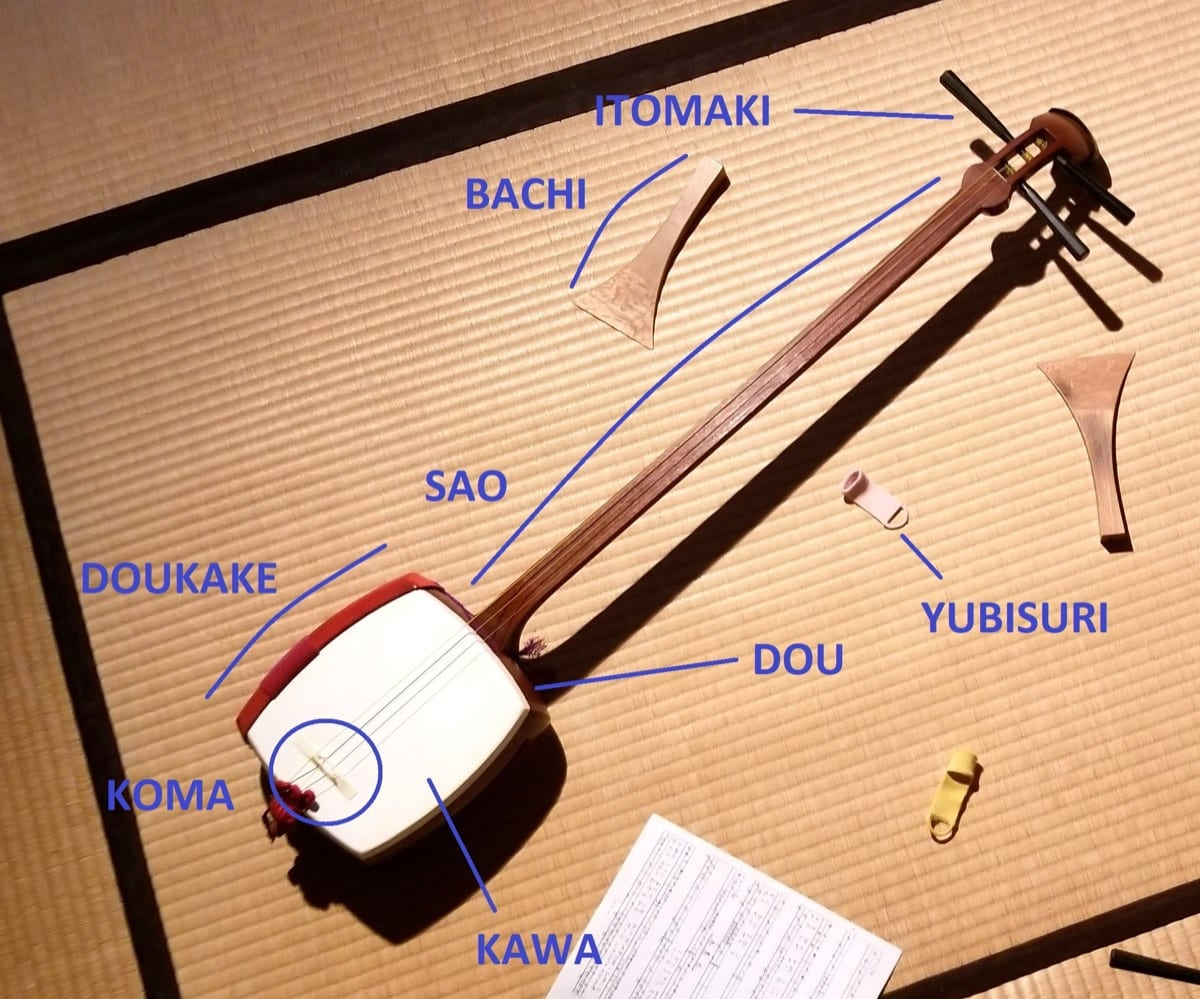 ITOMAKI
BACHI
SAO
DOUKAKE
YUBISURI
DOU
KOMA
KAWA